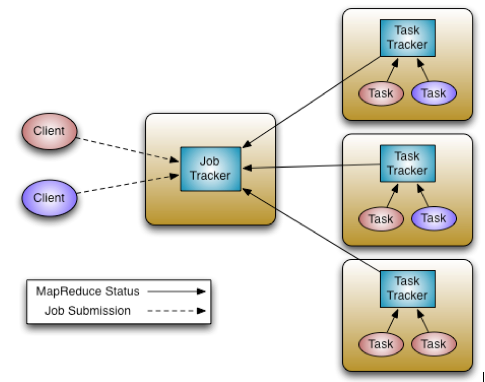 Task
Tracker
Task
Task
Client
Job
Tracker
Client
Task
Tracker
Task
Task
MapReduce Status
Job Submission
Task
Tracker
Task
Task